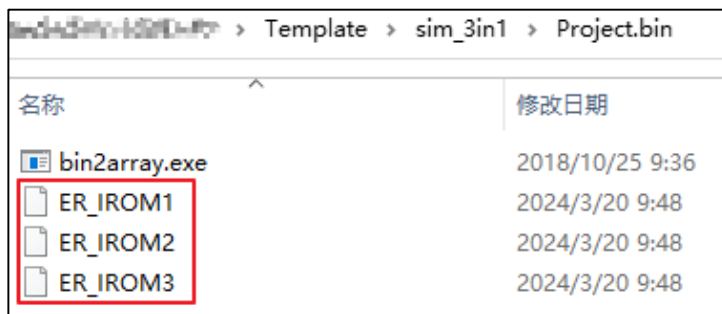 > Template > sim_3in1 > Project.bin
名称 修改日期
bin2array.exe 2018/10/25 9:36
ER_IROM1 2024/3/20 9:48
ER_IROM2 2024/3/20 9:48
ER_IROM3 2024/3/20 9:48